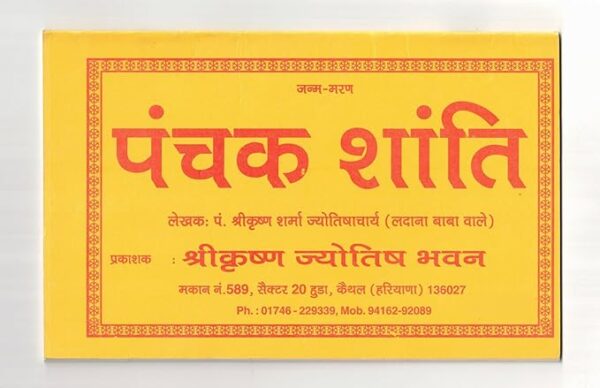 जन्म-मरण
पंचक शांति
लेखक: पं. श्रीकृष्ण शर्मा ज्योतिषाचार्य (लदाना बाबा वाले)
प्रकाशक : श्रीकृष्ण ज्योतिष भवन
मकान नं.589, सैक्टर 20 हुडा, कैथल (हरियाणा) 136027
Ph. : 01746 - 229339, Mob. 94162-92089